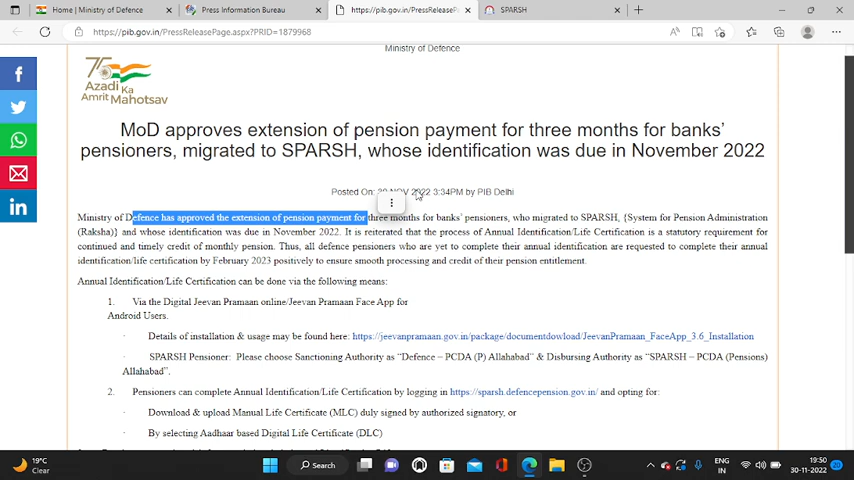 Home | Ministry of Defence
Press Information Bureau
https://pib.gov.in/PressReleasePa
SPARSH
https://pib.gov.in/PressReleasePage.aspx?PRID=1879968
Ministry of Defence
75
Azadi Ka
Amrit Mahotsav
MoD approves extension of pension payment for three months for banks'
pensioners, migrated to SPARSH, whose identification was due in November 2022
Posted On: 30 NOV 2022 3:34PM by PIB Delhi
Ministry of Defence has approved the extension of pension payment for three months for banks' pensioners, who migrated to SPARSH, {System for Pension Administration
(Raksha)} and whose identification was due in November 2022. It is reiterated that the process of Annual Identification/Life Certification is a statutory requirement for
continued and timely credit of monthly pension. Thus, all defence pensioners who are yet to complete their annual identification are requested to complete their annual
identification/life certification by February 2023 positively to ensure smooth processing and credit of their pension entitlement.
Annual Identification/Life Certification can be done via the following means:
1. Via the Digital Jeevan Pramaan online/Jeevan Pramaan Face App for
Android Users.
· Details of installation & usage may be found here: https://jeevanpramaan.gov.in/package/documentdowload/JeevanPramaan_FaceApp_3.6_Installation
· SPARSH Pensioner: Please choose Sanctioning Authority as “Defence – PCDA (P) Allahabad” & Disbursing Authority as “SPARSH – PCDA (Pensions)
Allahabad”.
2. Pensioners can complete Annual Identification/Life Certification by logging in https://sparsh.defencepension.gov.in/ and opting for:
· Download & upload Manual Life Certificate (MLC) duly signed by authorized signatory, or
· By selecting Aadhaar based Digital Life Certificate (DLC)
19°C
Clear
Search
ENG
IN
19:50
30-11-2022